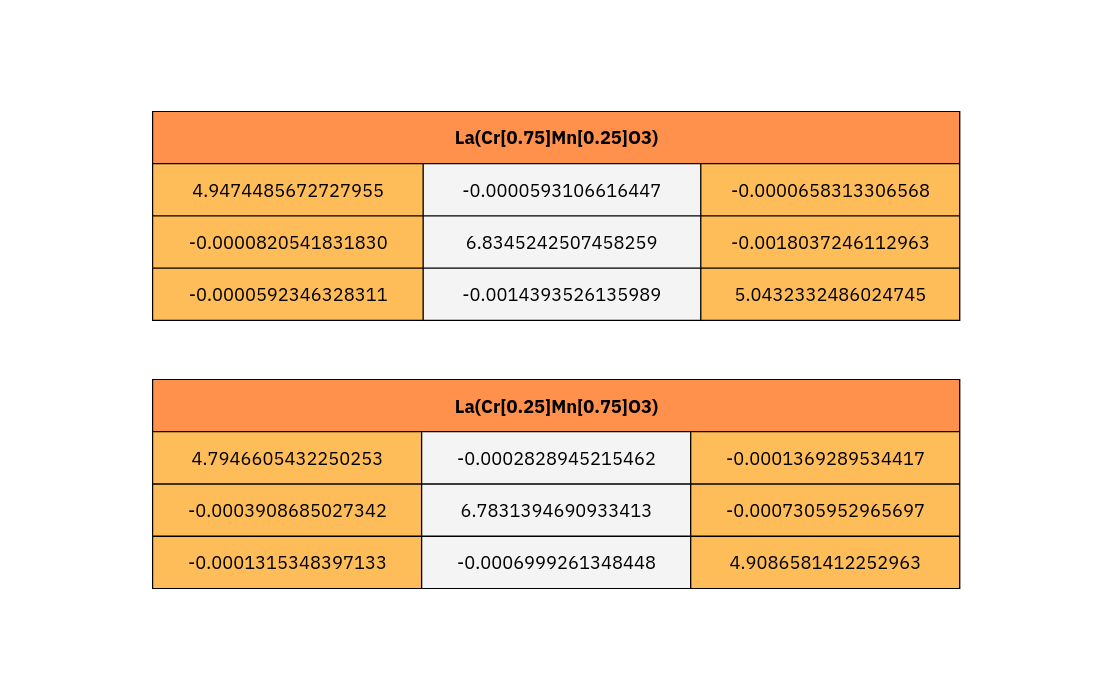 La(Cr[0.75]Mn[0.25]O3)
4.9474485672727955 -0.0000593106616447 -0.0000658313306568
-0.0000820541831830 6.8345242507458259 -0.0018037246112963
-0.0000592346328311 -0.0014393526135989 5.0432332486024745
La(Cr[0.25]Mn[0.75]O3)
4.7946605432250253 -0.0002828945215462 -0.0001369289534417
-0.0003908685027342 6.7831394690933413 -0.0007305952965697
-0.0001315348397133 -0.0006999261348448 4.9086581412252963